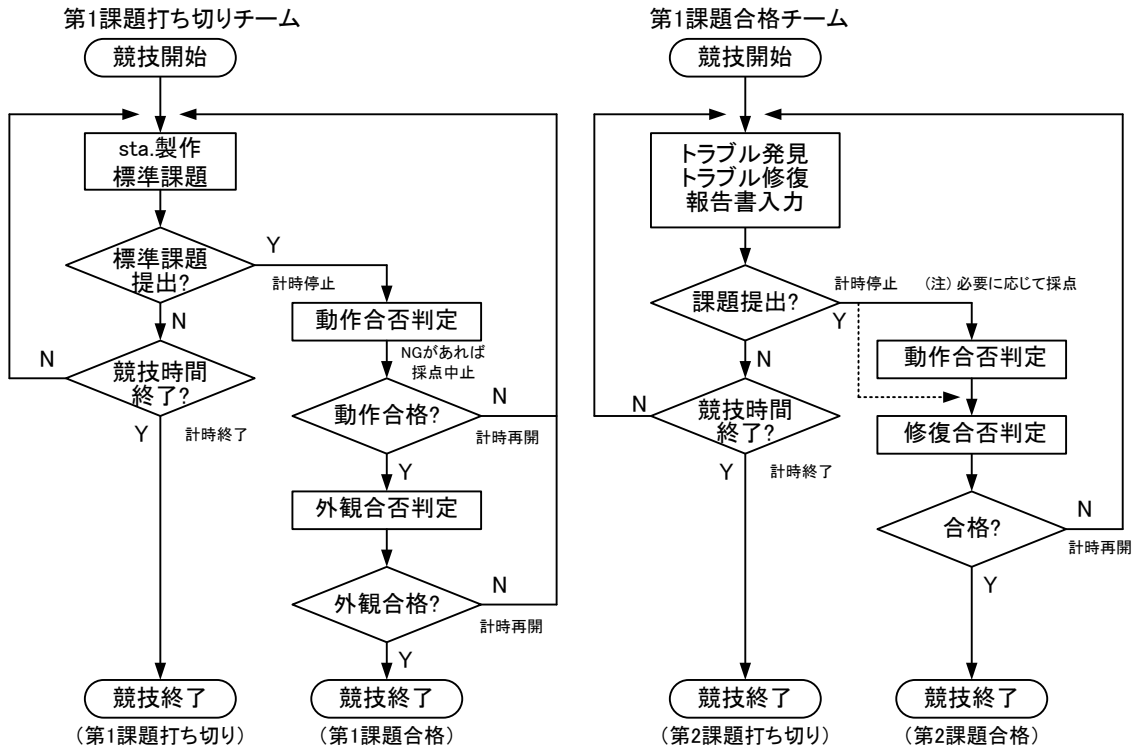 第1課題打ち切りチーム
競技開始
sta.製作
標準課題
標準課題
提出?
Y
計時停止
N
動作合否判定
NGがあれば
採点中止
競技時間
終了?
N
Y
計時終了
動作合格?
N
計時再開
Y
外観合否判定
外観合格?
N
計時再開
Y
競技終了
(第1課題打ち切り)
競技終了
(第1課題合格)
第1課題合格チーム
競技開始
トラブル発見
トラブル修復
報告書入力
課題提出?
計時停止
(注) 必要に応じて採点
Y
N
動作合否判定
競技時間
終了?
N
Y
計時終了
修復合否判定
合格?
N
計時再開
Y
競技終了
(第2課題打ち切り)
競技終了
(第2課題合格)